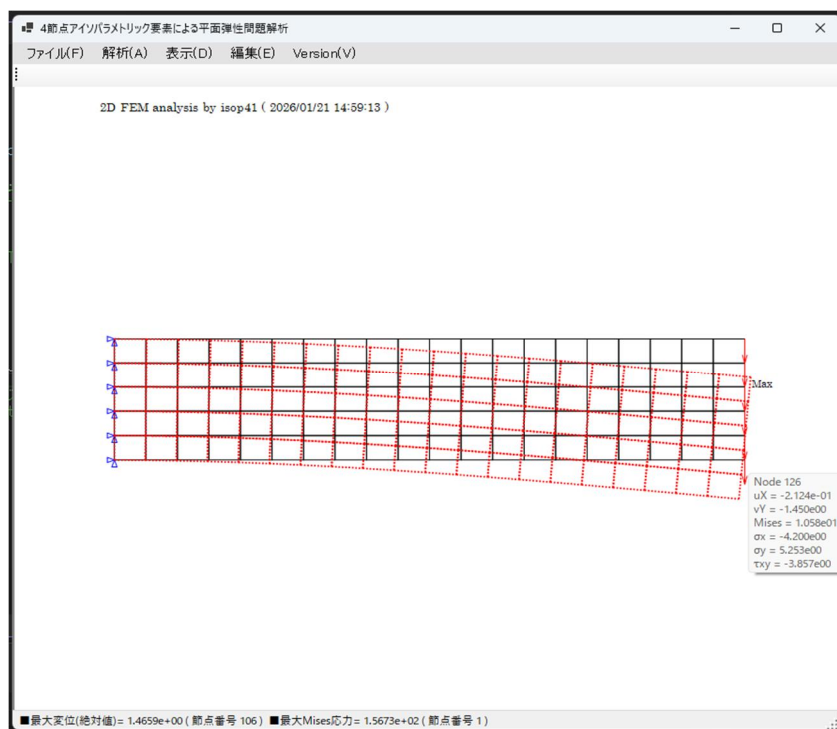 4節点アイソパラメトリック要素による平面弾性問題解析
ファイル(F) 解析(A) 表示(D) 編集(E) Version(V)
2D FEM analysis by isop41 ( 2026/01/21 14:59:13 )
Max
Node 126
uX = -2.124e-01
vY = -1.450e00
Mises = 1.058e01
σx = -4.200e00
σy = 5.253e00
τxy = -3.857e00
■最大変位(絶対値)= 1.4659e+00 ( 節点番号 106 ) ■最大Mises応力= 1.5673e+02 ( 節点番号 1 )